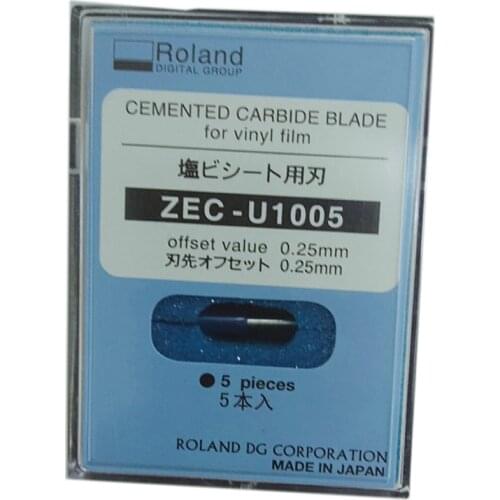 Roland
DIGITAL GROUP
CEMENTED CARBIDE BLADE
for vinyl film
塩ビシート用刃
ZEC-U1005
offset value 0.25mm
刃先オフセット 0.25mm
● 5 pieces
5本入
ROLAND DG CORPORATION
MADE IN JAPAN